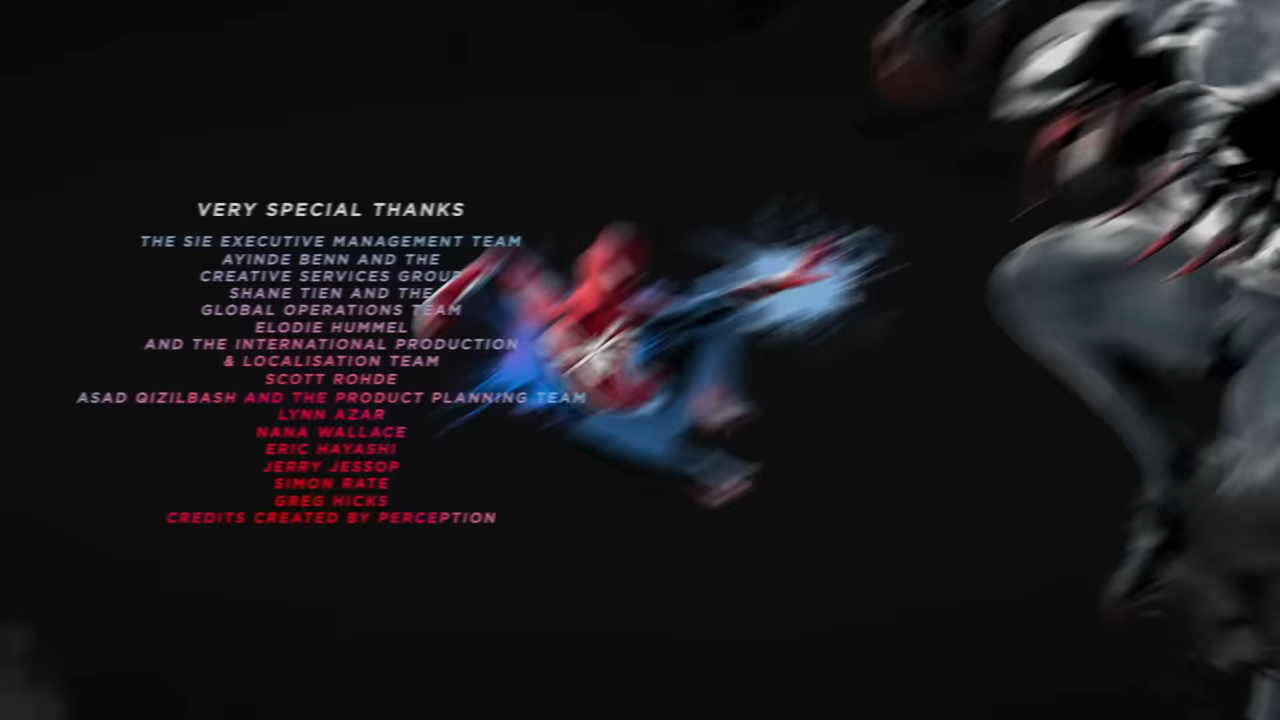 VERY SPECIAL THANKS
THE SIE EXECUTIVE MANAGEMENT TEAM
AYINDE BENN AND THE
CREATIVE SERVICES GROUP
SHANE TIEN AND THE
GLOBAL OPERATIONS TEAM
ELODIE HUMMEL
AND THE INTERNATIONAL PRODUCTION
& LOCALISATION TEAM
SCOTT ROHDE
ASAD QIZILBASH AND THE PRODUCT PLANNING TEAM
LYNN AZAR
NANA WALLACE
ERIC HAYASHI
JERRY JESSOP
SIMON RATE
GREG HICKS
CREDITS CREATED BY PERCEPTION